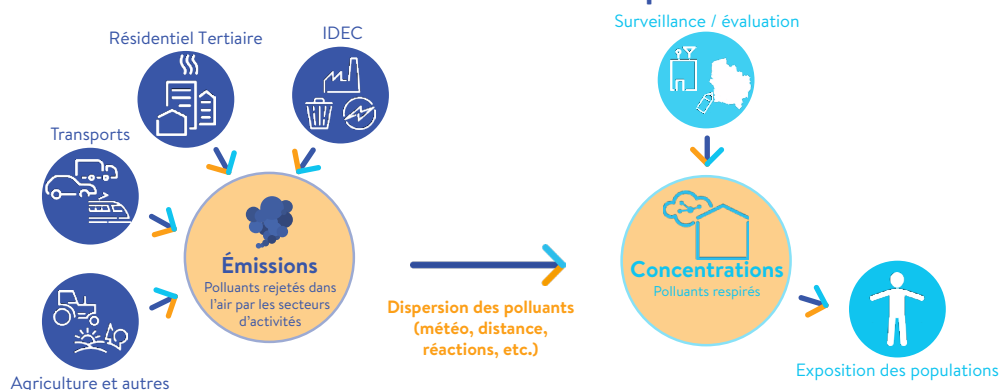 Surveillance / évaluation
Résidentiel Tertiaire
IDEC
Transports
Émissions
Polluants rejetés dans
l'air par les secteurs
d'activités
Concentrations
Polluants respirés
Dispersion des polluants
(météo, distance,
réactions, etc.)
Exposition des populations
Agriculture et autres